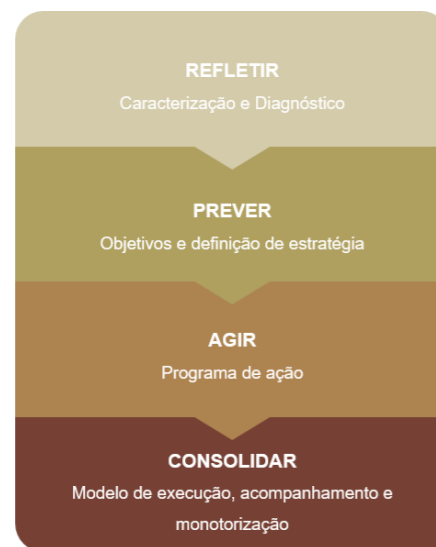 REFLETIR
Caracterização e Diagnóstico
PREVER
Objetivos e definição de estratégia
AGIR
Programa de ação
CONSOLIDAR
Modelo de execução, acompanhamento e
monotorização